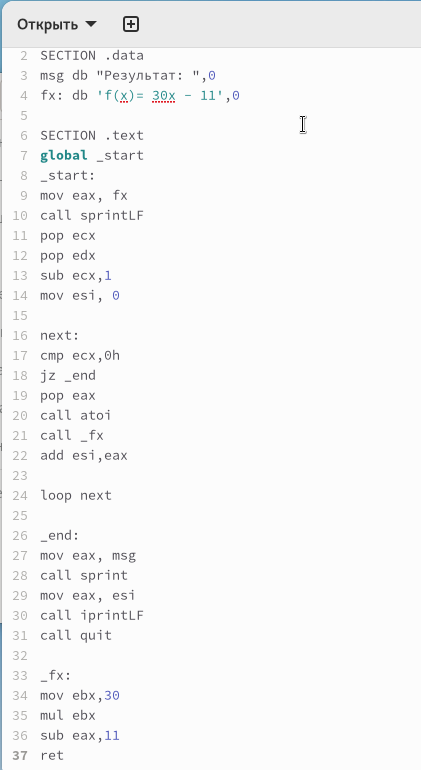 Открыть
2 SECTION .data
3 msg db "Результат: ",0
4 fx: db 'f(x)= 30x - 11',0
5
6 SECTION .text
7 global _start
8 _start:
9 mov eax, fx
10 call sprintLF
11 pop ecx
12 pop edx
13 sub ecx,1
14 mov esi, 0
15
16 next:
17 cmp ecx,0h
18 jz _end
19 pop eax
20 call atoi
21 call _fx
22 add esi,eax
23
24 loop next
25
26 _end:
27 mov eax, msg
28 call sprint
29 mov eax, esi
30 call iprintLF
31 call quit
32
33 _fx:
34 mov ebx,30
35 mul ebx
36 sub eax,11
37 ret